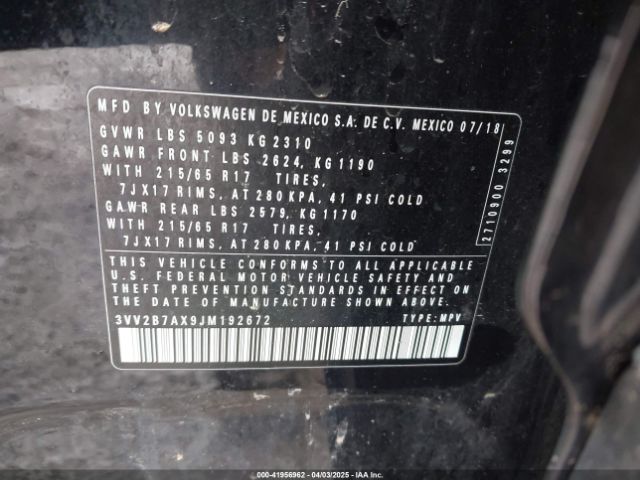 MFD BY VOLKSWAGEN DE MEXICO S.A. DE C.V. MEXICO 07/18
GVWR LBS 5093 KG 2310
GAWR FRONT LBS 2624, KG 1190
WITH 215/65 R17 TIRES,
7JX17 RIMS, AT 280 KPA, 41 PSI COLD
GAWR REAR LBS 2579, KG 1170
WITH 215/65 R17 TIRES,
7JX17 RIMS, AT 280 KPA, 41 PSI COLD
THIS VEHICLE CONFORMS TO ALL APPLICABLE
U.S. FEDERAL MOTOR VEHICLE SAFETY AND
THEFT PREVENTION STANDARDS IN EFFECT ON
THE DATE OF MANUFACTURE SHOWN ABOVE.
3VV2B7AX9JM192672 TYPE: MPV
2710900 3299
000-41956962 | 04/03/2025 | IAA Inc.